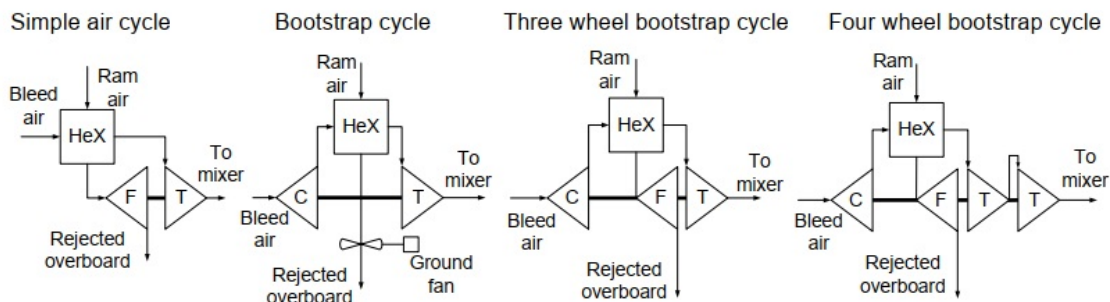 Simple air cycle
Ram
air
Bleed
air
HeX
F
T
To
mixer
Rejected
overboard
Bootstrap cycle
Ram
air
HeX
C
T
To
mixer
Bleed
air
Rejected
overboard
Ground
fan
Three wheel bootstrap cycle
Ram
air
HeX
C
F
T
To
mixer
Bleed
air
Rejected
overboard
Four wheel bootstrap cycle
Ram
air
HeX
C
F
T
T
To
mixer
Bleed
air
Rejected
overboard